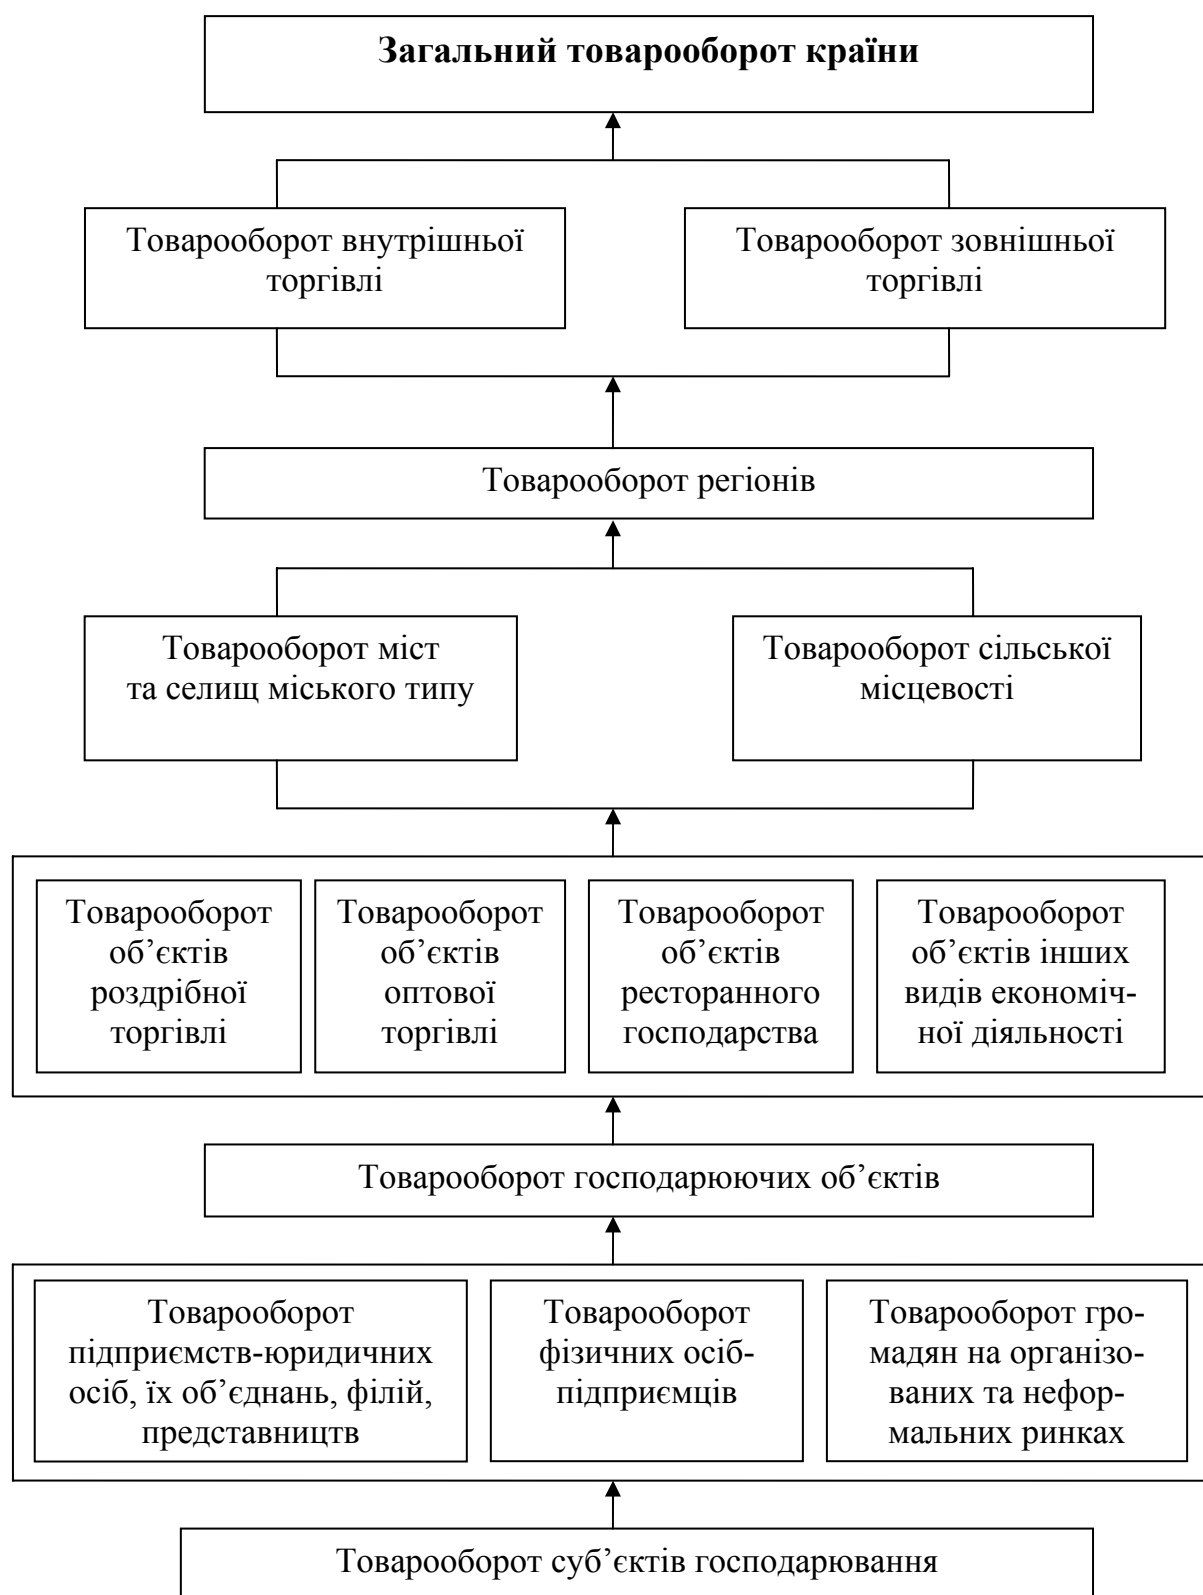 Загальний товарооборот країни
Товарооборот внутрішньої
торгівлі
Товарооборот зовнішньої
торгівлі
Товарооборот регіонів
Товарооборот міст
та селищ міського типу
Товарооборот сільської
місцевості
Товарооборот
об’єктів
роздрібної
торгівлі
Товарооборот
об’єктів
оптової
торгівлі
Товарооборот
об’єктів
ресторанного
господарства
Товарооборот
об’єктів інших
видів економіч-
ної діяльності
Товарооборот господарюючих об’єктів
Товарооборот
підприємств-юридичних
осіб, їх об’єднань, філій,
представництв
Товарооборот
фізичних осіб-
підприємців
Товарооборот гро-
мадян на організо-
ваних та нефор-
мальних ринках
Товарооборот суб’єктів господарювання